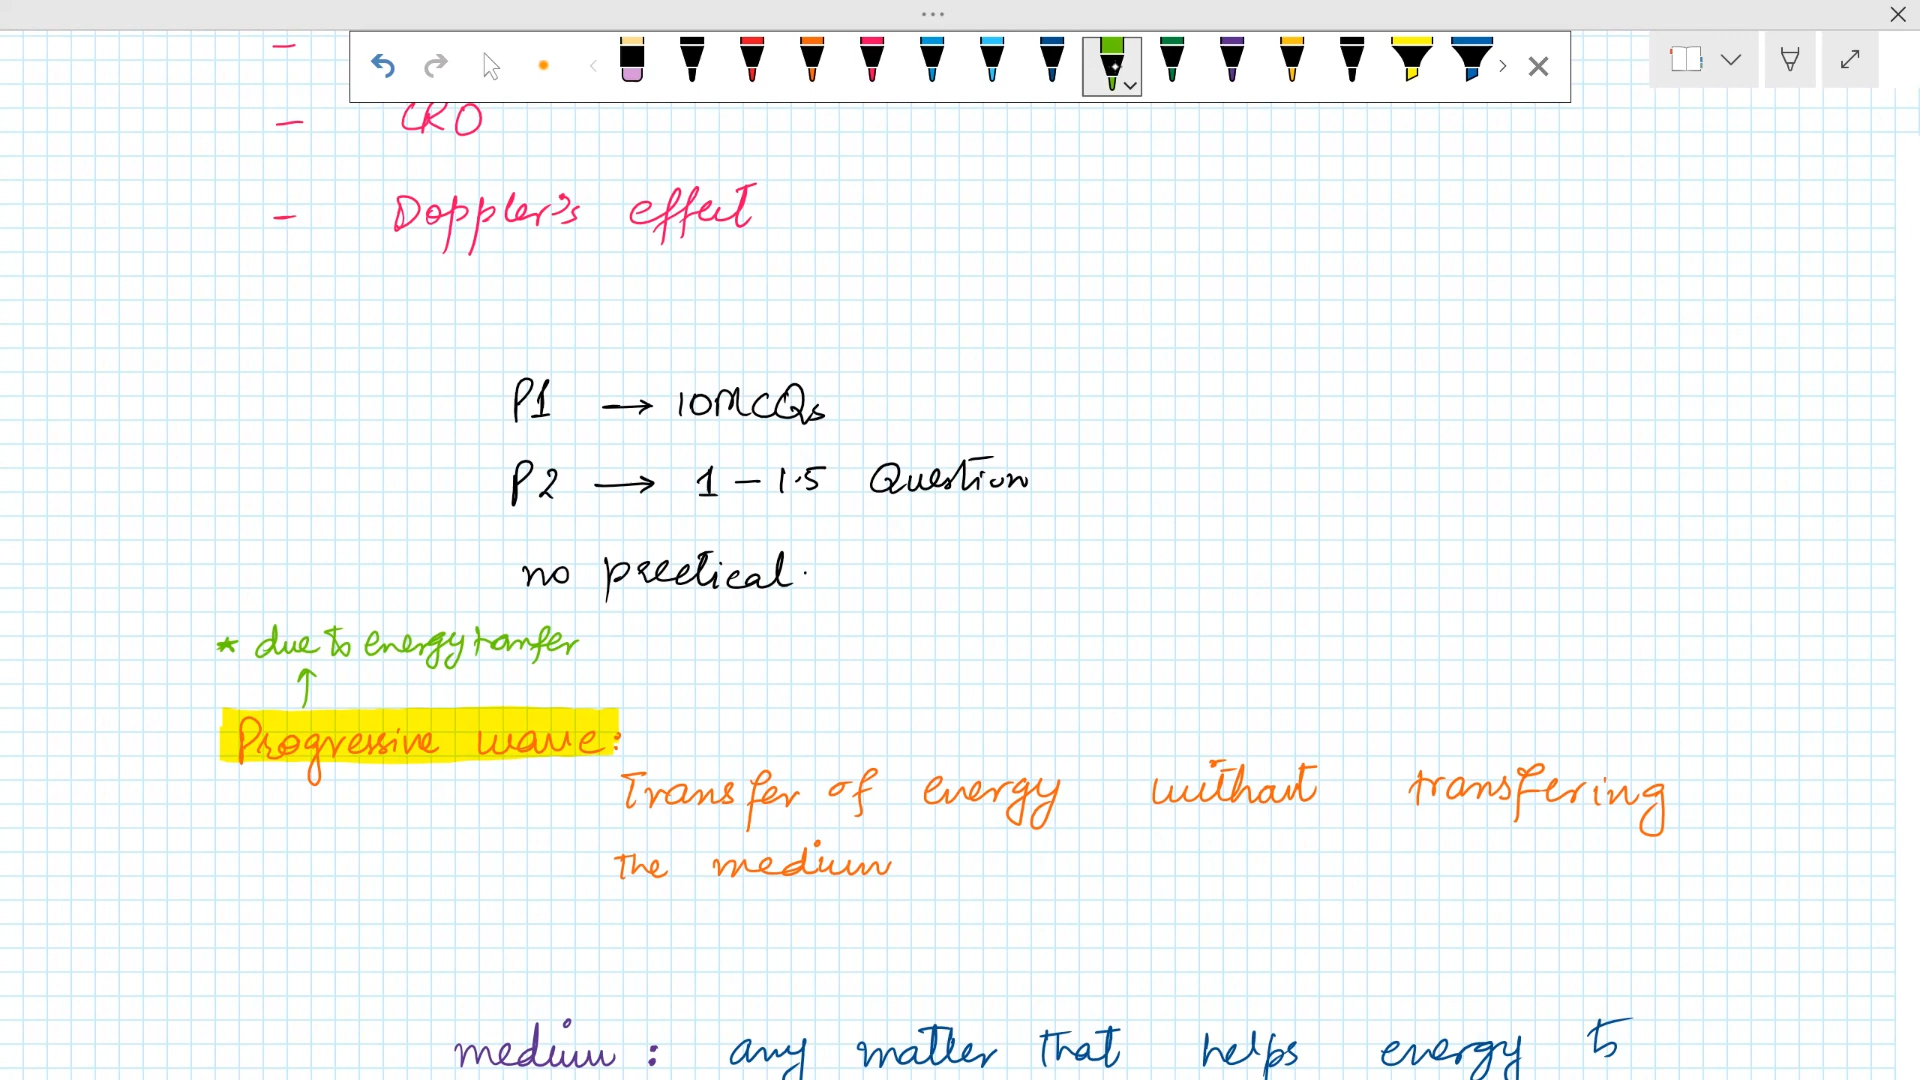 -
- CRO
- Doppler's effect
P1 → 10MCQs
P2 → 1 - 1.5 Question
no practical.
* due to energy tranfer
↑
Progressive wave:
Transfer of energy without transfering
the medium
medium : any matter that helps energy to